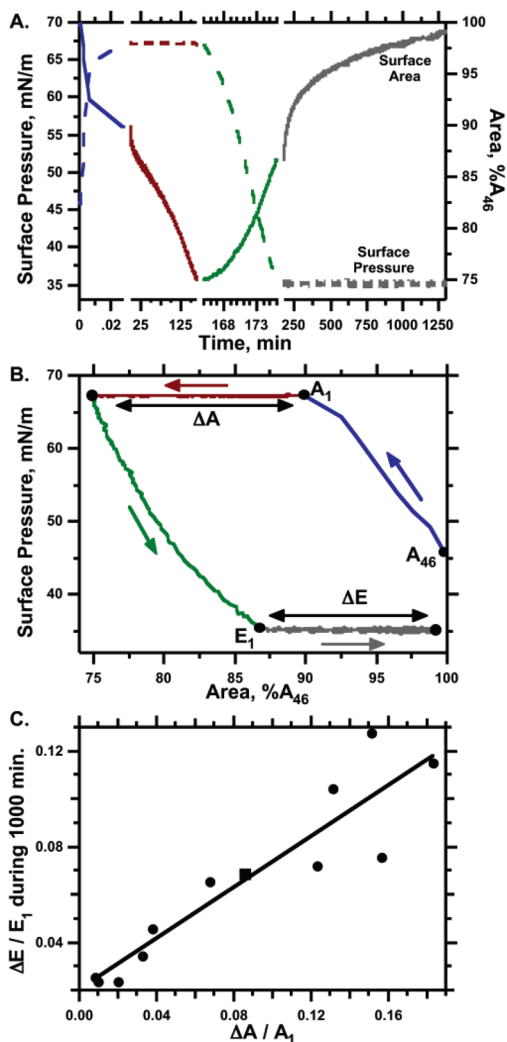 A.
Surface Pressure, mN/m
70
65
60
55
50
45
40
35
Surface
Area
Surface
Pressure
100
95
90
85
80
75
Area, %A46
0 .02 25 125 168 173 250 500 750 1000 1250
Time, min
B.
Surface Pressure, mN/m
70
60
50
40
A1
ΔA
A46
ΔE
E1
75 80 85 90 95 100
Area, %A46
C.
ΔE / E1 during 1000 min.
0.12
0.08
0.04
0.00 0.04 0.08 0.12 0.16
ΔA / A1